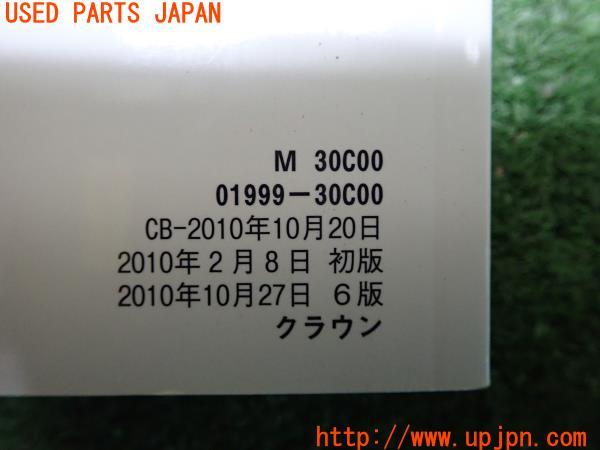 USED PARTS JAPAN
M 30C00
01999-30C00
CB-2010年10月20日
2010年2月8日 初版
2010年10月27日 6版
クラウン
http://www.upjpn.com/